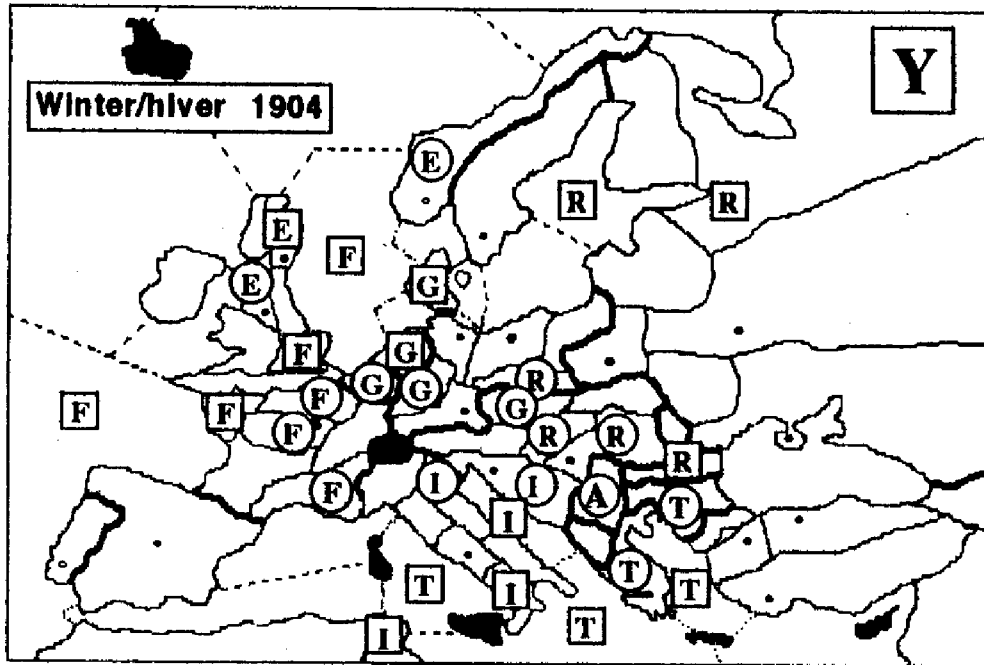 Y
Winter/hiver 1904
E
R R
E
F
E G
F G
F G G R
F F G
F R R
R
F I I A T
I
T
T I T
T
I